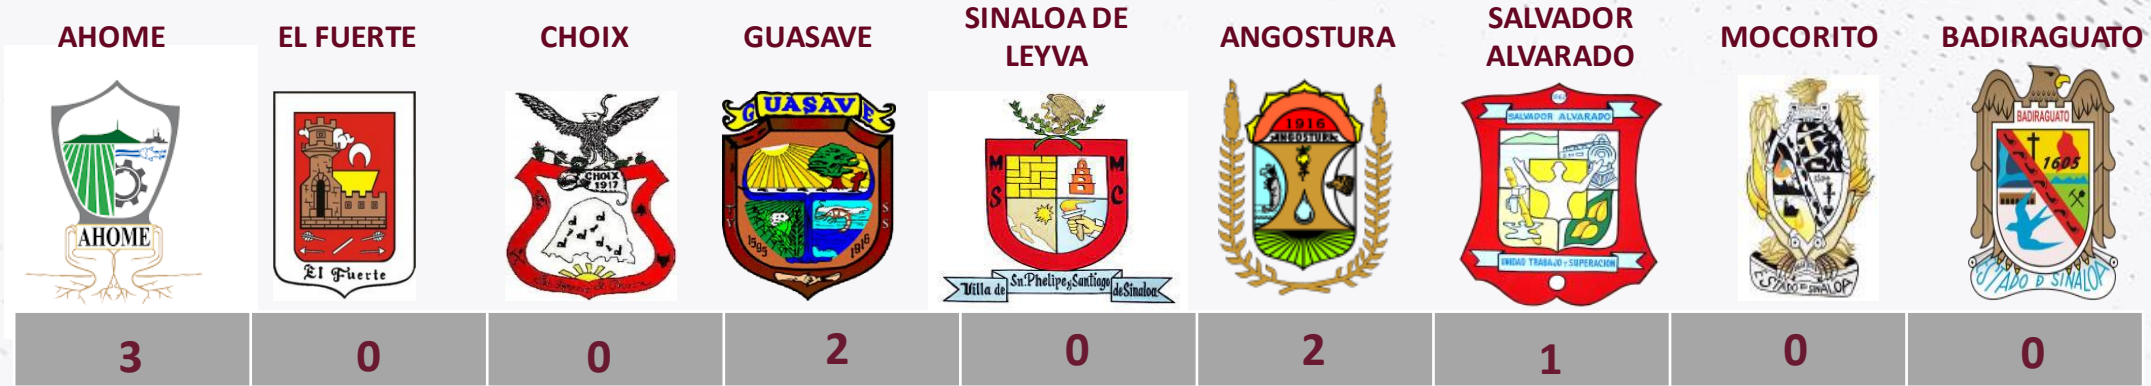 AHOME
EL FUERTE
CHOIX
GUASAVE
SINALOA DE
LEYVA
ANGOSTURA
SALVADOR
ALVARADO
MOCORITO
BADIRAGUATO
AHOME
El Fuerte
CHOIX
1917
GUASAVE
1595
1916
M
S
M
C
Villa de Sn. Phelipe y Santiago de Sinaloa
1916
ANGOSTURA
SALVADOR ALVARADO
UNIDAD TRABAJO Y SUPERACION
ESTADO D SINALOA
BADIRAGUATO
1605
ESTADO D SINALOA
3
0
0
2
0
2
1
0
0